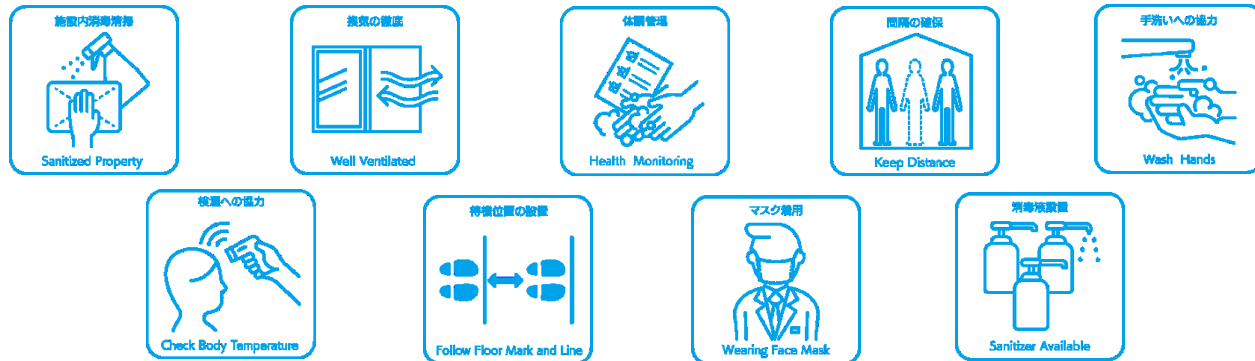 施設内消毒清掃
Sanitized Property
換気の徹底
Well Ventilated
体調管理
Health Monitoring
間隔の確保
Keep Distance
手洗いへの協力
Wash Hands
検温への協力
Check Body Temperature
待機位置の設置
Follow Floor Mark and Line
マスク着用
Wearing Face Mask
消毒液設置
Sanitizer Available